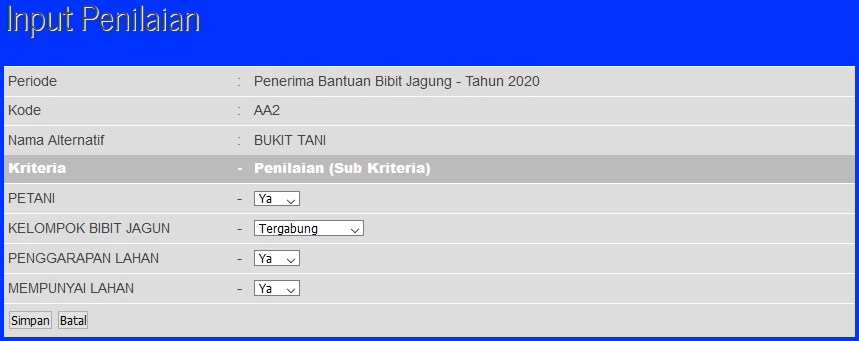 Input Penilaian
Periode : Penerima Bantuan Bibit Jagung - Tahun 2020
Kode : AA2
Nama Alternatif : BUKIT TANI
Kriteria - Penilaian (Sub Kriteria)
PETANI - Ya
KELOMPOK BIBIT JAGUN - Tergabung
PENGGARAPAN LAHAN - Ya
MEMPUNYAI LAHAN - Ya
Simpan Batal